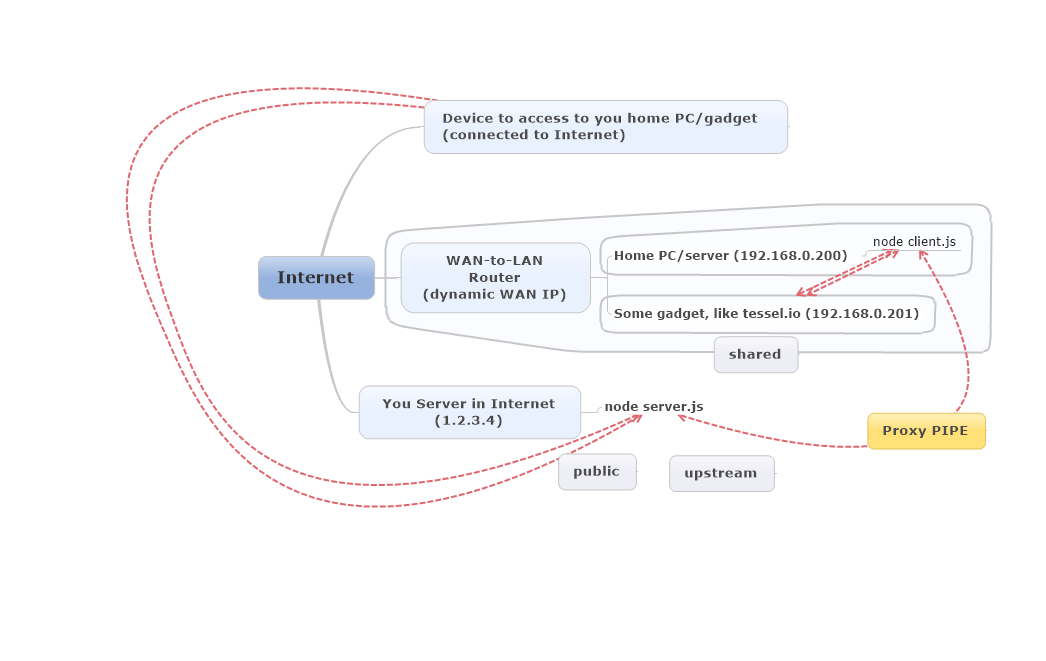 Device to access to you home PC/gadget
(connected to Internet)
node client.js
Home PC/server (192.168.0.200)
WAN-to-LAN
Router
(dynamic WAN IP)
Internet
Some gadget, like tessel.io (192.168.0.201)
shared
You Server in Internet
(1.2.3.4)
node server.js
Proxy PIPE
public
upstream